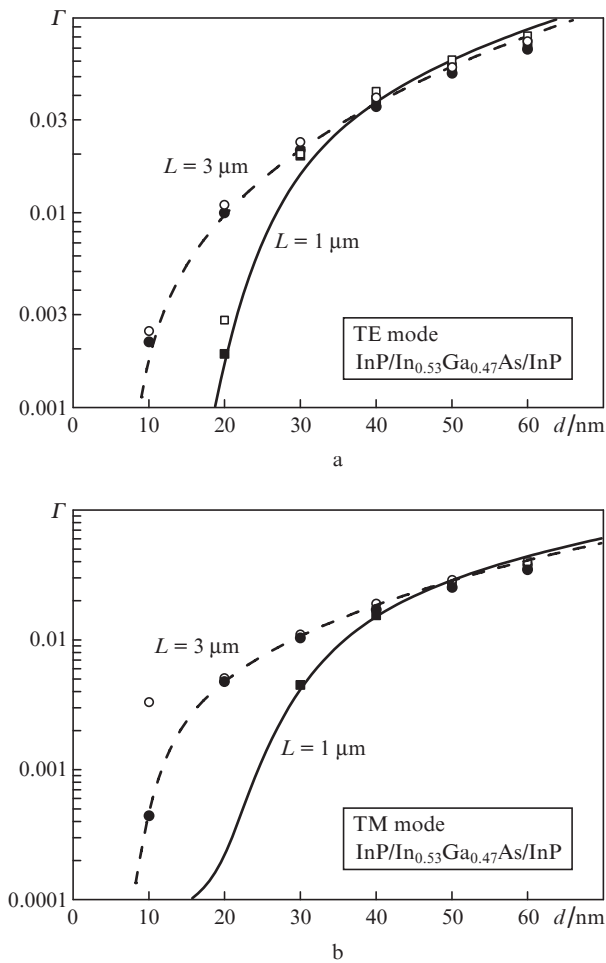 Γ
0.03
L = 3 μm
0.01
L = 1 μm
0.003
TE mode
InP/In₀.₅₃Ga₀.₄₇As/InP
0.001
0 10 20 30 40 50 60 d/nm
a
Γ
0.01
L = 3 μm
0.001
L = 1 μm
TM mode
InP/In₀.₅₃Ga₀.₄₇As/InP
0.0001
0 10 20 30 40 50 60 d/nm
b